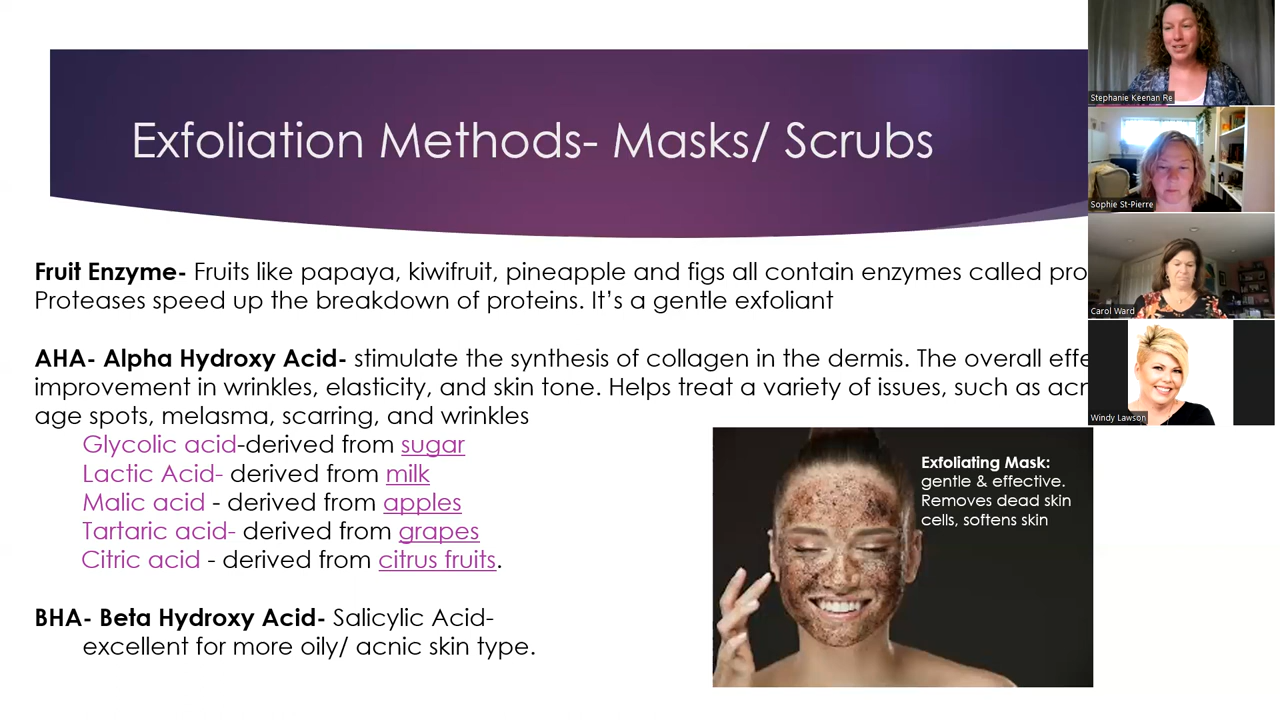 Exfoliation Methods- Masks/ Scrubs
Fruit Enzyme- Fruits like papaya, kiwifruit, pineapple and figs all contain enzymes called
Proteases speed up the breakdown of proteins. It’s a gentle exfoliant
AHA- Alpha Hydroxy Acid- stimulate the synthesis of collagen in the dermis. The overall
improvement in wrinkles, elasticity, and skin tone. Helps treat a variety of issues, such as
age spots, melasma, scarring, and wrinkles
Glycolic acid-derived from sugar
Lactic Acid- derived from milk
Malic acid - derived from apples
Tartaric acid- derived from grapes
Citric acid - derived from citrus fruits.
BHA- Beta Hydroxy Acid- Salicylic Acid-
excellent for more oily/ acnic skin type.
Exfoliating Mask:
gentle & effective.
Removes dead skin
cells, softens skin
Stephanie Keenan Re
Sophie St-Pierre
Carol Ward
Windy Lawson